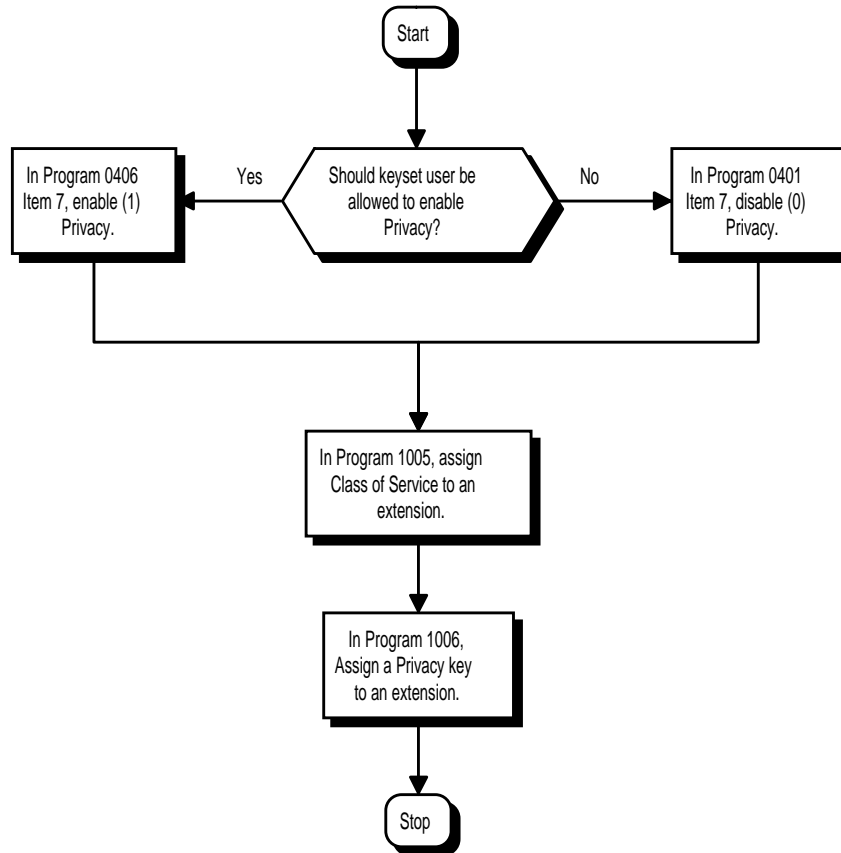 Start
In Program 0406
Item 7, enable (1)
Privacy.
Yes
Should keyset user be
allowed to enable
Privacy?
No
In Program 0401
Item 7, disable (0)
Privacy.
In Program 1005, assign
Class of Service to an
extension.
In Program 1006,
Assign a Privacy key
to an extension.
Stop